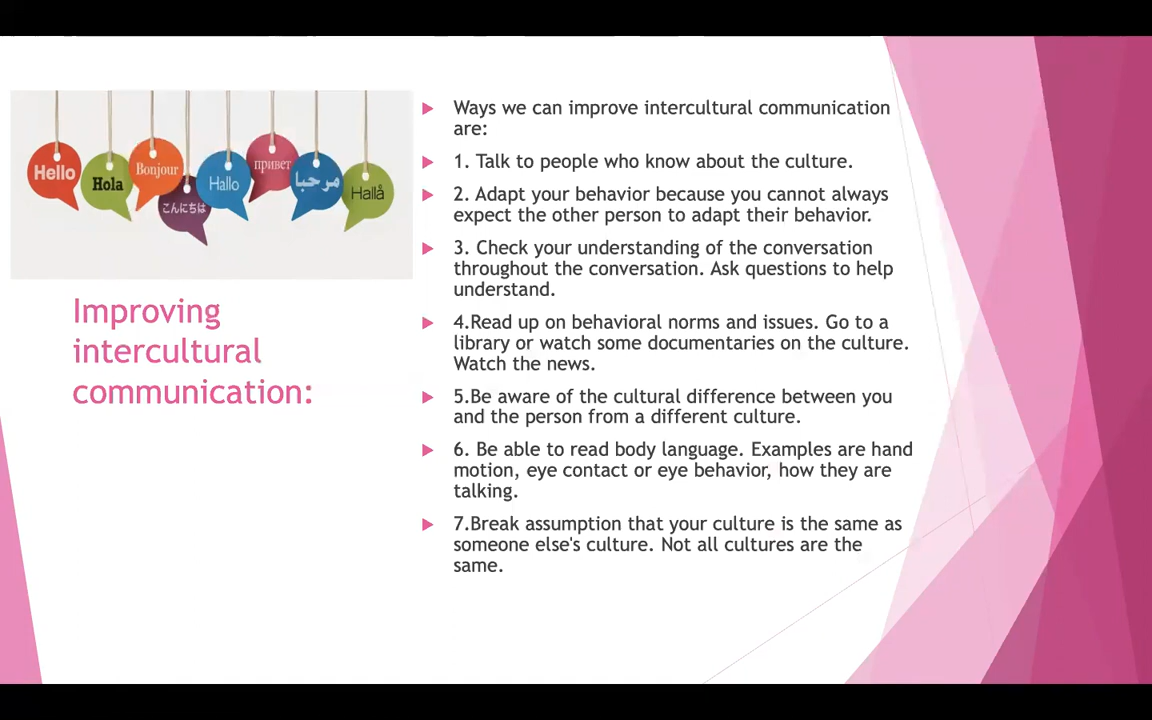 Hello
Hola
Bonjour
こんにちは
Hallo
привет
مرحبا
Hallå
Improving
intercultural
communication:
Ways we can improve intercultural communication
are:
1. Talk to people who know about the culture.
2. Adapt your behavior because you cannot always
expect the other person to adapt their behavior.
3. Check your understanding of the conversation
throughout the conversation. Ask questions to help
understand.
4.Read up on behavioral norms and issues. Go to a
library or watch some documentaries on the culture.
Watch the news.
5.Be aware of the cultural difference between you
and the person from a different culture.
6. Be able to read body language. Examples are hand
motion, eye contact or eye behavior, how they are
talking.
7.Break assumption that your culture is the same as
someone else's culture. Not all cultures are the
same.